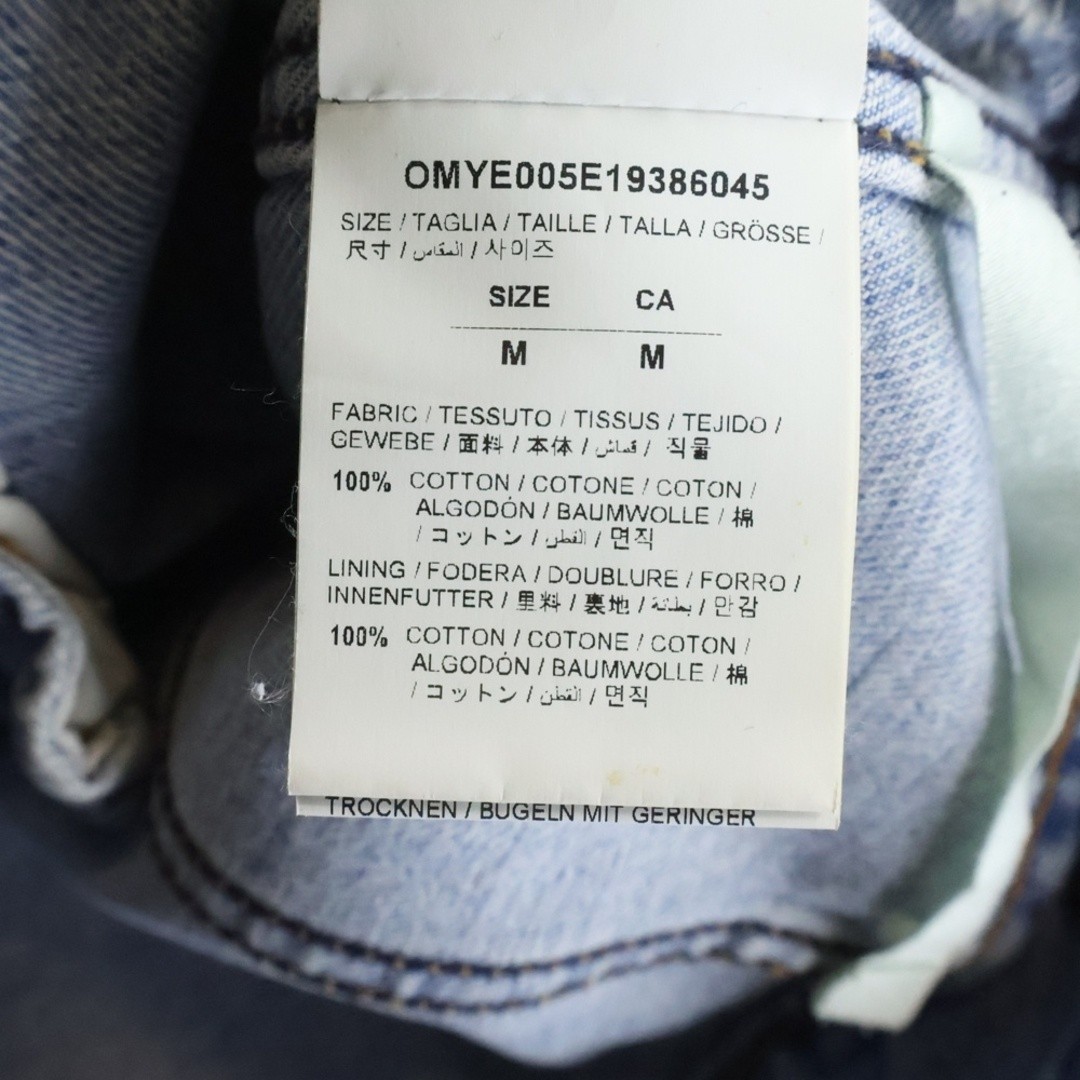 OMYE005E19386045
SIZE / TAGLIA / TAILLE / TALLA / GRÖSSE /
尺寸 / المقاس / 사이즈
SIZE CA
M M
FABRIC / TESSUTO / TISSUS / TEJIDO /
GEWEBE / 面料 / 本体 / قماش / 직물
100% COTTON / COTONE / COTON /
ALGODÓN / BAUMWOLLE / 棉
/ コットン / القطن / 면직
LINING / FODERA / DOUBLURE / FORRO /
INNENFUTTER / 里料 / 裏地 / بطانة / 만감
100% COTTON / COTONE / COTON /
ALGODÓN / BAUMWOLLE / 棉
/ コットン / القطن / 면직
TROCKNEN / BÜGELN MIT GERINGER